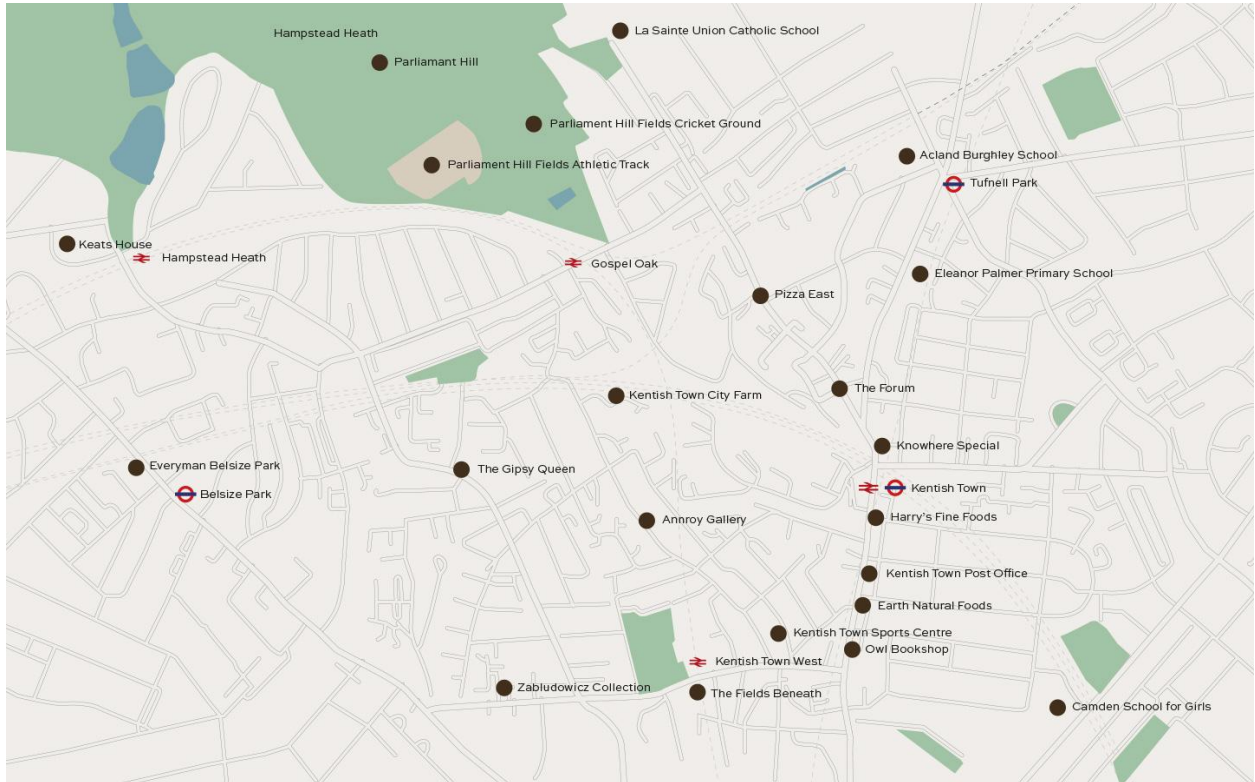 La Sainte Union Catholic School
Hampstead Heath
Parliamant Hill
Parliament Hill Fields Cricket Ground
Acland Burghley School
Parliament Hill Fields Athletic Track
Tufnell Park
Keats House
Hampstead Heath
Gospel Oak
Eleanor Palmer Primary School
Pizza East
The Forum
Kentish Town City Farm
Knowhere Special
Everyman Belsize Park
The Gipsy Queen
Kentish Town
Belsize Park
Harry's Fine Foods
Annroy Gallery
Kentish Town Post Office
Earth Natural Foods
Kentish Town Sports Centre
Owl Bookshop
Kentish Town West
Zabludowicz Collection
The Fields Beneath
Camden School for Girls